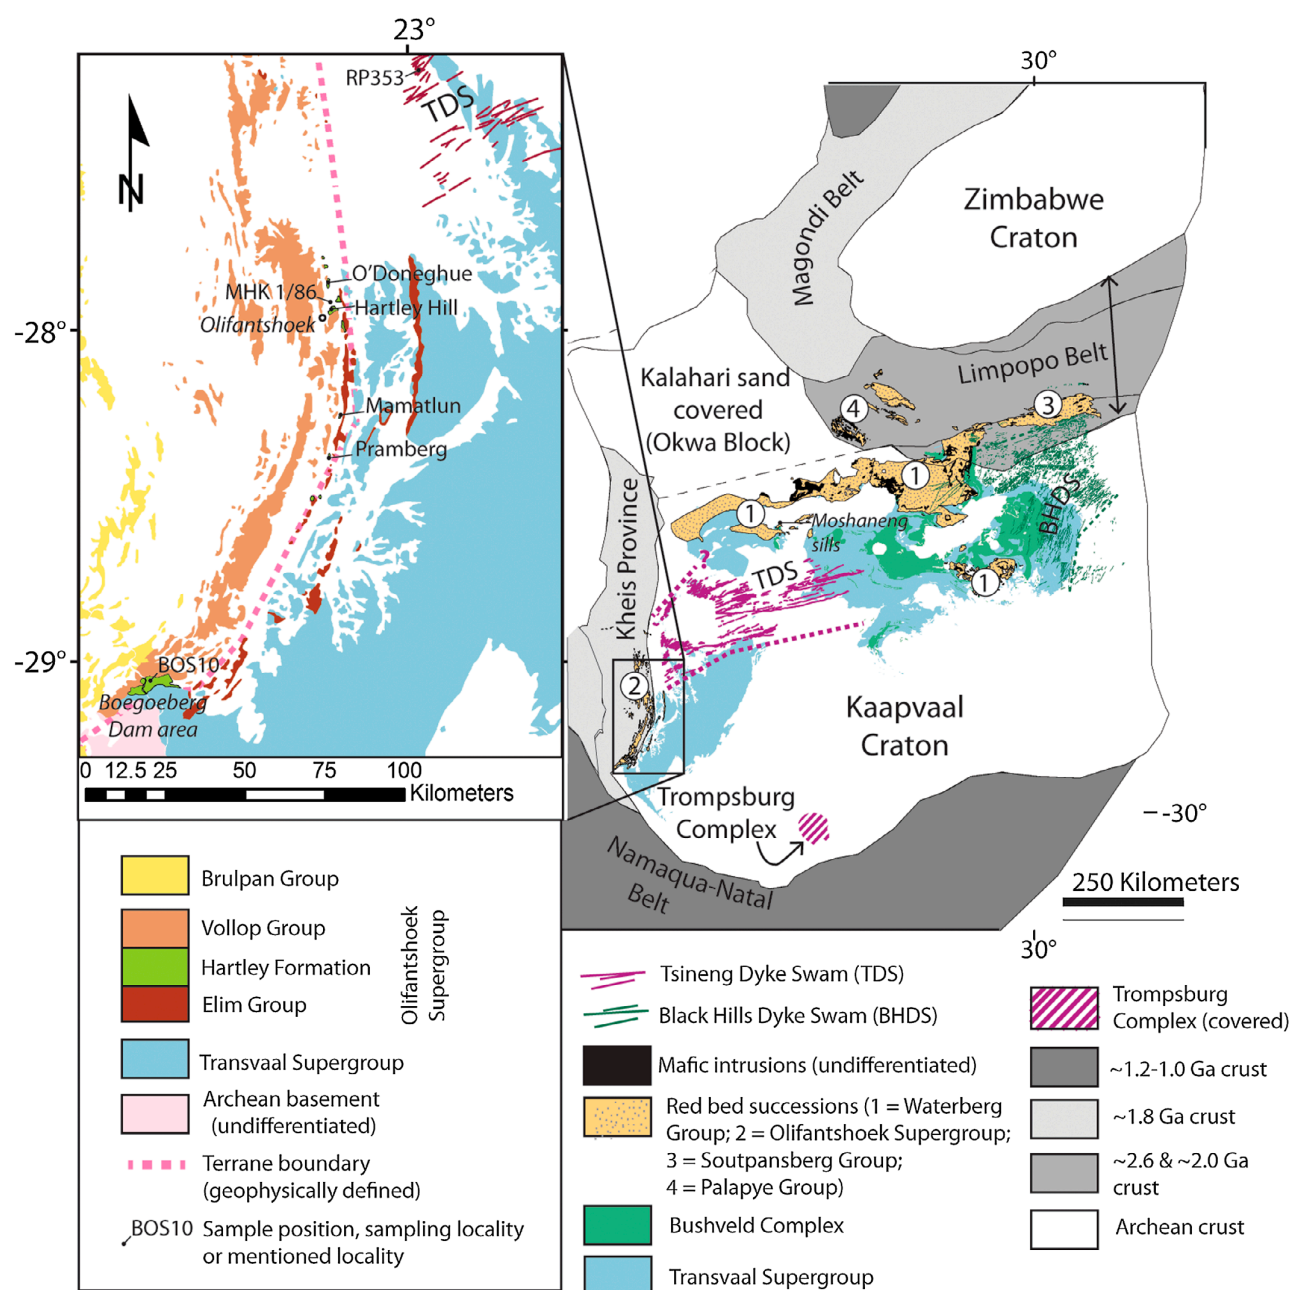 23°
RP353
TDS
N
O'Doneghue
MHK 1/86
Hartley Hill
Olifantshoek
-28°
Mamatlun
Pramberg
-29°
BOS10
Boegoeberg
Dam area
0 12.5 25 50 75 100
Kilometers
30°
Zimbabwe
Craton
Magondi Belt
Limpopo Belt
Kalahari sand
covered
(Okwa Block)
4
3
1
1
Moshaneng
sills
BHDS
Kheis Province
?
TDS
1
2
Kaapvaal
Craton
Trompsburg
Complex
-30°
Namaqua-Natal
Belt
250 Kilometers
30°
Brulpan Group
Vollop Group
Hartley Formation
Elim Group
Olifantshoek
Supergroup
Transvaal Supergroup
Archean basement
(undifferentiated)
Terrane boundary
(geophysically defined)
BOS10
Sample position, sampling locality
or mentioned locality
Tsineng Dyke Swam (TDS)
Black Hills Dyke Swam (BHDS)
Mafic intrusions (undifferentiated)
Red bed successions (1 = Waterberg
Group; 2 = Olifantshoek Supergroup;
3 = Soutpansberg Group;
4 = Palapye Group)
Bushveld Complex
Transvaal Supergroup
Trompsburg
Complex (covered)
~1.2-1.0 Ga crust
~1.8 Ga crust
~2.6 & ~2.0 Ga
crust
Archean crust